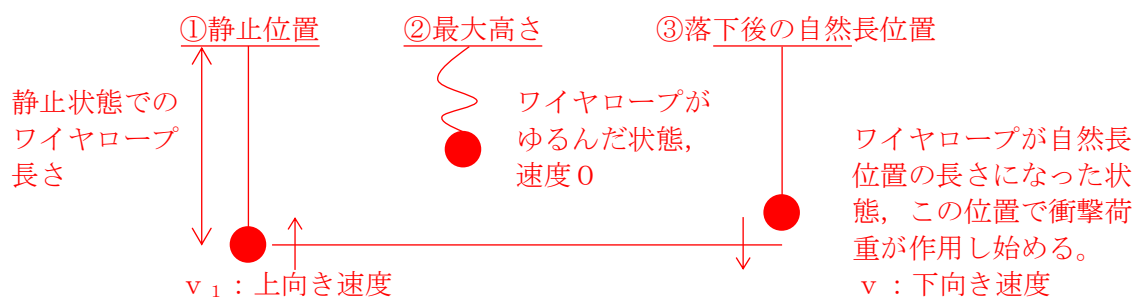 ①静止位置
②最大高さ
③落下後の自然長位置
静止状態での
ワイヤロープ
長さ
ワイヤロープが
ゆるんだ状態,
速度0
ワイヤロープが自然長
位置の長さになった状
態，この位置で衝撃荷
重が作用し始める。
v₁：上向き速度
v：下向き速度